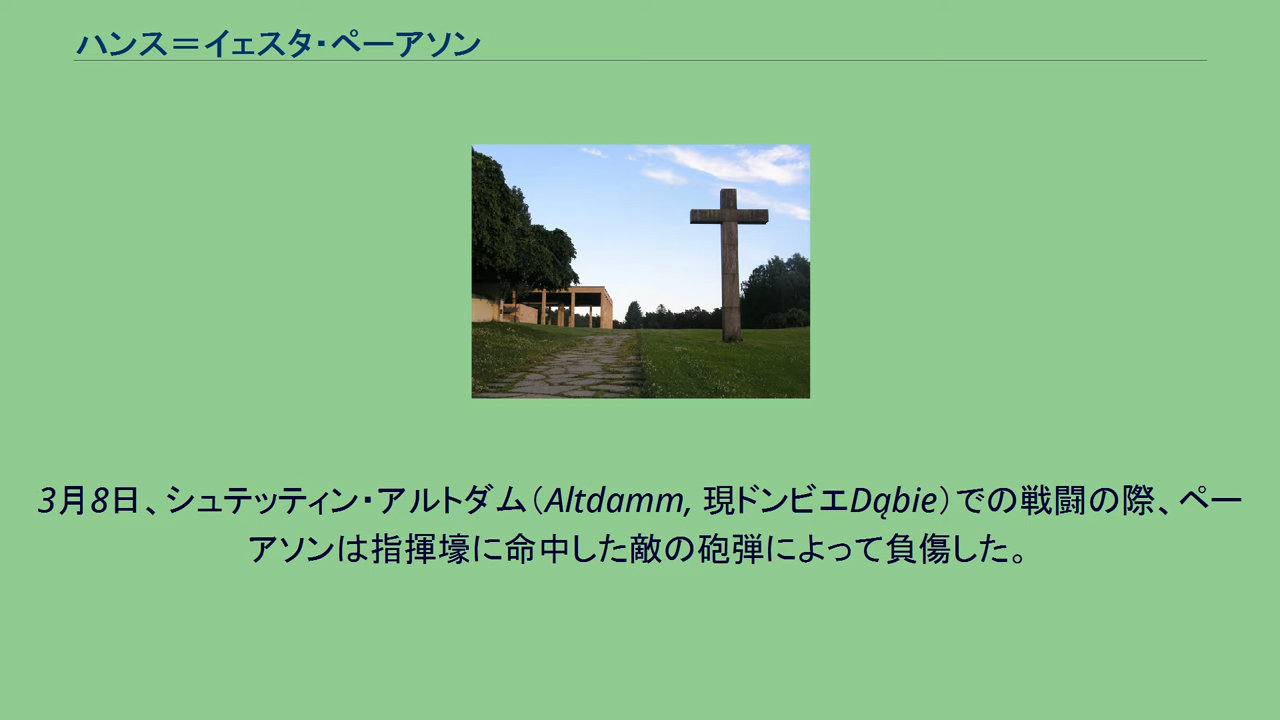 ハンス＝イェスタ・ペーアソン
3月8日、シュテッティン・アルトダム（Altdamm, 現ドンビエDąbie）での戦闘の際、ペー
アソンは指揮壕に命中した敵の砲弾によって負傷した。